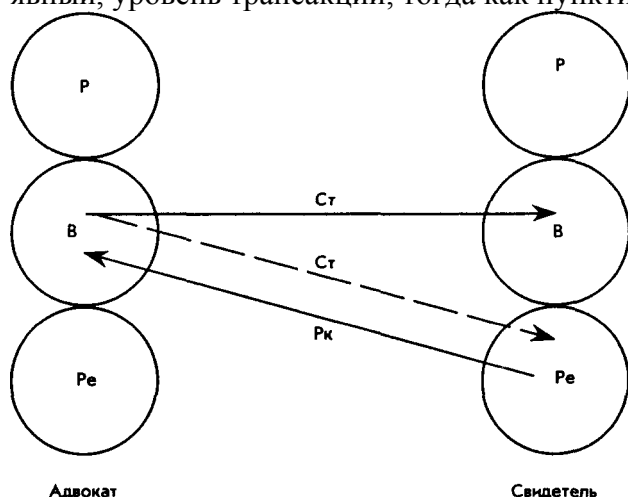 явный, уровень трансакции, тогда как пункти
Р Р
Ст
В В
Ст
Рк
Ре Ре
Адвокат Свидетель